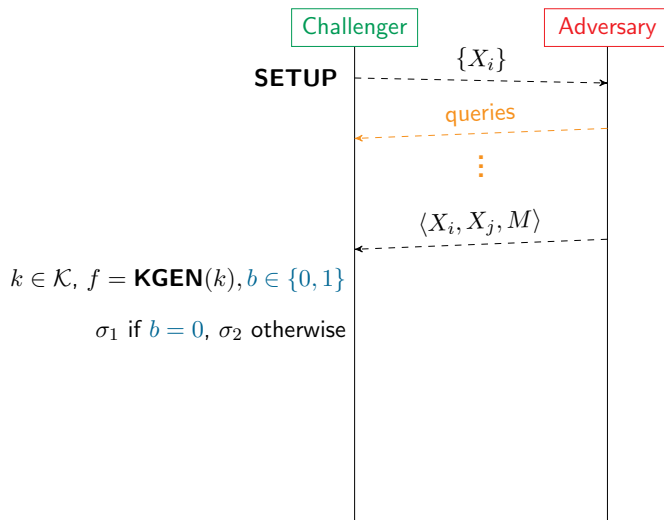 Challenger Adversary
{X_i}
SETUP
queries
⋮
⟨X_i, X_j, M⟩
k ∈ 𝒦, f = KGEN(k), b ∈ {0, 1}
σ_1 if b = 0, σ_2 otherwise